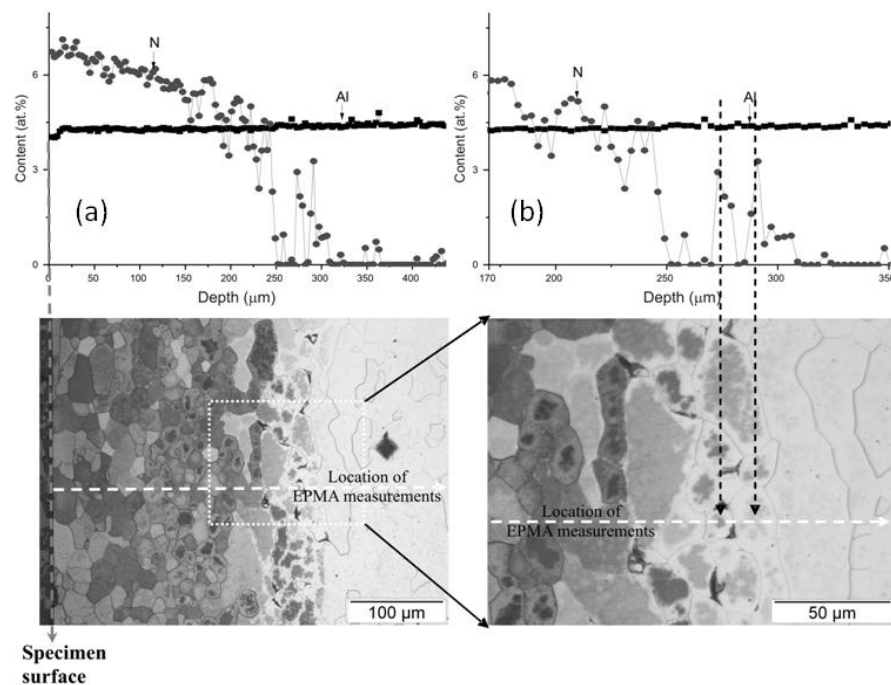 Content (at.%)
6
3
0
N
Al
(a)
0 50 100 150 200 250 300 350 400
Depth (μm)
Content (at.%)
6
3
0
N
Al
(b)
170 210 250 290 350
Depth (μm)
Location of
EPMA measurements
100 μm
Location of
EPMA measurements
50 μm
Specimen
surface